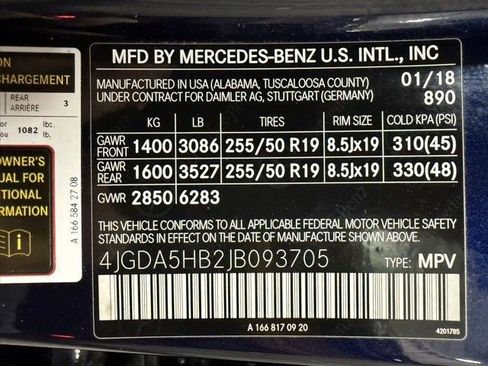 ION
CHARGEMENT
REAR
ARRIÈRE
3
lbs.
ou 1082 lb.
OWNER'S
UAL FOR
TIONAL
RMATION
A 166 584 27 08
MFD BY MERCEDES-BENZ U.S. INTL., INC
MANUFACTURED IN USA (ALABAMA, TUSCALOOSA COUNTY) 01/18
UNDER CONTRACT FOR DAIMLER AG, STUTTGART (GERMANY) 890
KG LB TIRES RIM SIZE COLD KPA (PSI)
GAWR FRONT 1400 3086 255/50 R19 8.5Jx19 310(45)
GAWR REAR 1600 3527 255/50 R19 8.5Jx19 330(48)
GVWR 2850 6283
THIS VEHICLE CONFORMS TO ALL APPLICABLE FEDERAL MOTOR VEHICLE SAFETY
STANDARDS IN EFFECT ON THE DATE OF MANUFACTURE SHOWN ABOVE.
4JGDA5HB2JB093705 TYPE: MPV
A 166 817 09 20
4201785